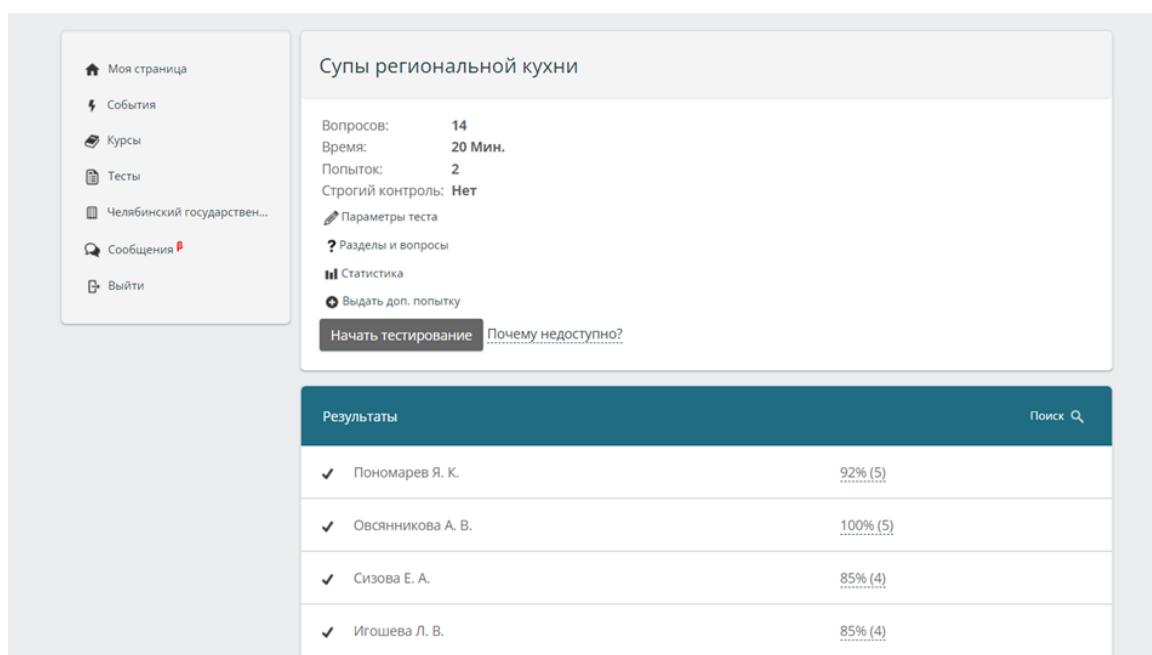 Моя страница
События
Курсы
Тесты
Челябинский государствен...
Сообщения β
Выйти
Супы региональной кухни
Вопросов: 14
Время: 20 Мин.
Попыток: 2
Строгий контроль: Нет
Параметры теста
? Разделы и вопросы
Статистика
Выдать доп. попытку
Начать тестирование Почему недоступно?
Результаты Поиск
Пономарев Я. К. 92% (5)
Овсянникова А. В. 100% (5)
Сизова Е. А. 85% (4)
Игошева Л. В. 85% (4)